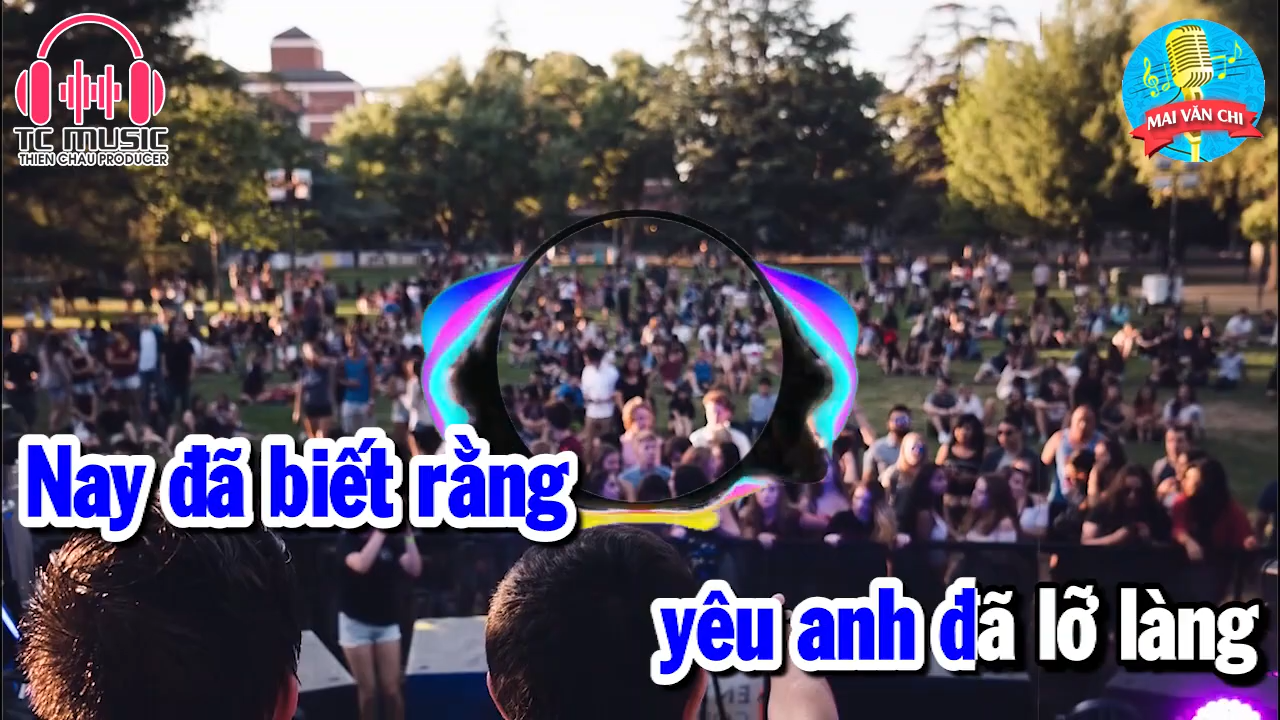 TC MUSIC
THIEN CHAU PRODUCER
MAI VĂN CHI
Nay đã biết rằng
yêu anh đã lỡ làng